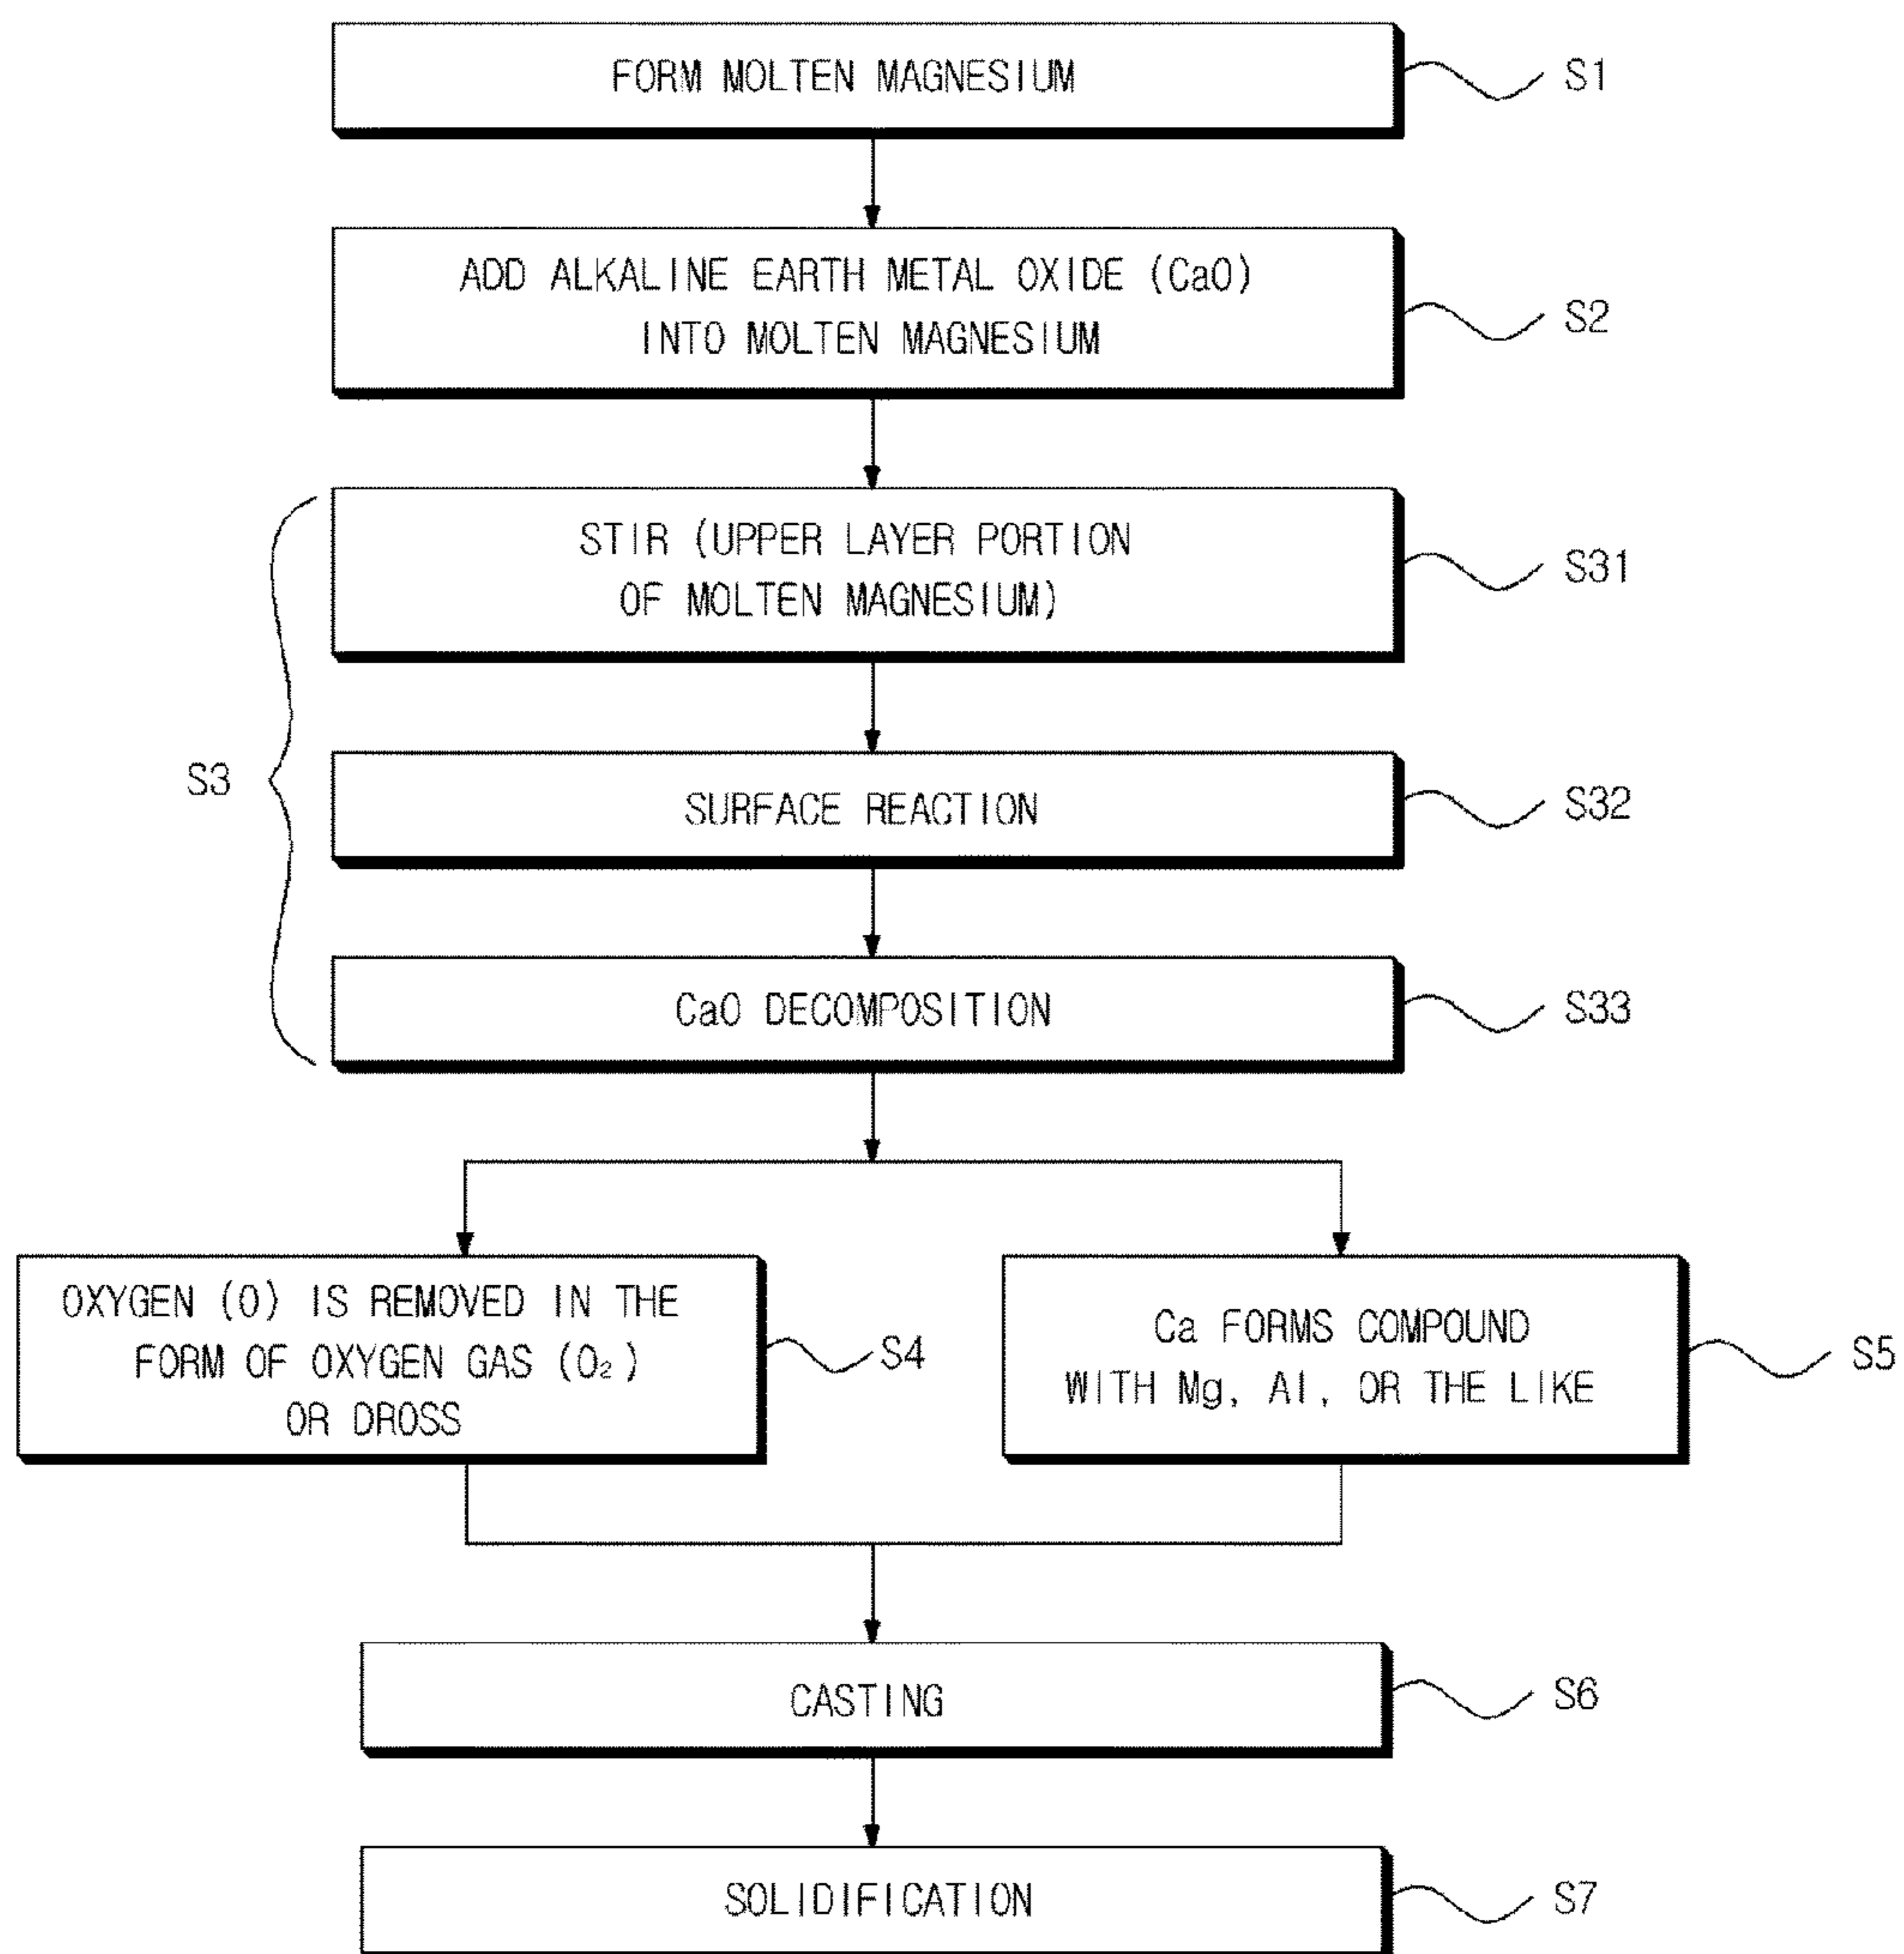 FORM MOLTEN MAGNESIUM
S1
ADD ALKALINE EARTH METAL OXIDE (CaO)
INTO MOLTEN MAGNESIUM
S2
STIR (UPPER LAYER PORTION
OF MOLTEN MAGNESIUM)
S31
S3
SURFACE REACTION
S32
CaO DECOMPOSITION
S33
OXYGEN (O) IS REMOVED IN THE
FORM OF OXYGEN GAS (O₂)
OR DROSS
S4
Ca FORMS COMPOUND
WITH Mg, Al, OR THE LIKE
S5
CASTING
S6
SOLIDIFICATION
S7